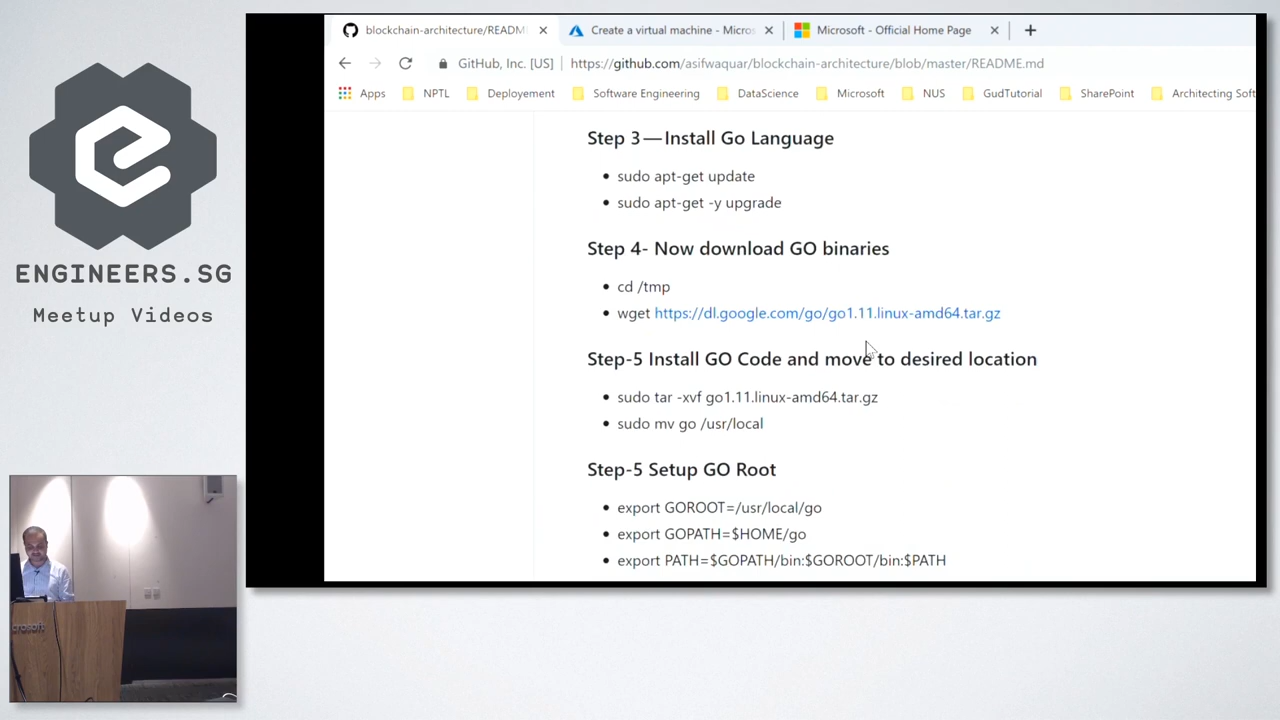 blockchain-architecture/READM
Create a virtual machine - Micros
Microsoft - Official Home Page
GitHub, Inc. [US]
https://github.com/asifwaquar/blockchain-architecture/blob/master/README.md
Apps
NPTL
Deployement
Software Engineering
DataScience
Microsoft
NUS
GudTutorial
SharePoint
Architecting Soft
Step 3—Install Go Language
• sudo apt-get update
• sudo apt-get -y upgrade
Step 4- Now download GO binaries
• cd /tmp
• wget https://dl.google.com/go/go1.11.linux-amd64.tar.gz
Step-5 Install GO Code and move to desired location
• sudo tar -xvf go1.11.linux-amd64.tar.gz
• sudo mv go /usr/local
Step-5 Setup GO Root
• export GOROOT=/usr/local/go
• export GOPATH=$HOME/go
• export PATH=$GOPATH/bin:$GOROOT/bin:$PATH
ENGINEERS.SG
Meetup Videos